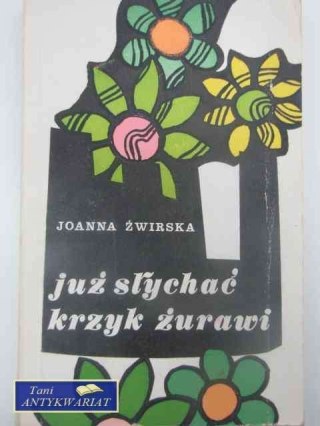 JOANNA ŻWIRSKA
już słychać
krzyk żurawi
Tani
ANTYKWARIAT